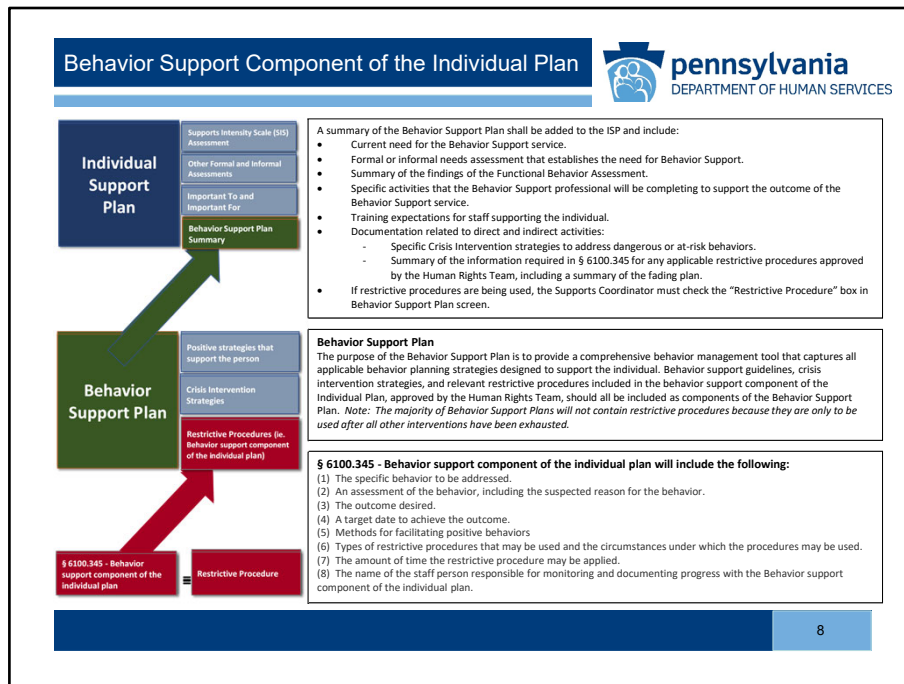 Behavior Support Component of the Individual Plan
pennsylvania
DEPARTMENT OF HUMAN SERVICES
Individual
Support
Plan
Supports Intensity Scale (SIS)
Assessment
Other Formal and Informal
Assessments
Important To and
Important For
Behavior Support Plan
Summary
A summary of the Behavior Support Plan shall be added to the ISP and include:
• Current need for the Behavior Support service.
• Formal or informal needs assessment that establishes the need for Behavior Support.
• Summary of the findings of the Functional Behavior Assessment.
• Specific activities that the Behavior Support professional will be completing to support the outcome of the
Behavior Support service.
• Training expectations for staff supporting the individual.
• Documentation related to direct and indirect activities:
- Specific Crisis Intervention strategies to address dangerous or at-risk behaviors.
- Summary of the information required in § 6100.345 for any applicable restrictive procedures approved
by the Human Rights Team, including a summary of the fading plan.
• If restrictive procedures are being used, the Supports Coordinator must check the “Restrictive Procedure” box in
Behavior Support Plan screen.
Behavior
Support Plan
Positive strategies that
support the person
Crisis Intervention
Strategies
Restrictive Procedures (ie.
Behavior support component
of the individual plan)
Behavior Support Plan
The purpose of the Behavior Support Plan is to provide a comprehensive behavior management tool that captures all
applicable behavior planning strategies designed to support the individual. Behavior support guidelines, crisis
intervention strategies, and relevant restrictive procedures included in the behavior support component of the
Individual Plan, approved by the Human Rights Team, should all be included as components of the Behavior Support
Plan. Note: The majority of Behavior Support Plans will not contain restrictive procedures because they are only to be
used after all other interventions have been exhausted.
§ 6100.345 - Behavior
support component of the
individual plan
=
Restrictive Procedure
§ 6100.345 - Behavior support component of the individual plan will include the following:
(1) The specific behavior to be addressed.
(2) An assessment of the behavior, including the suspected reason for the behavior.
(3) The outcome desired.
(4) A target date to achieve the outcome.
(5) Methods for facilitating positive behaviors
(6) Types of restrictive procedures that may be used and the circumstances under which the procedures may be used.
(7) The amount of time the restrictive procedure may be applied.
(8) The name of the staff person responsible for monitoring and documenting progress with the Behavior support
component of the individual plan.
8